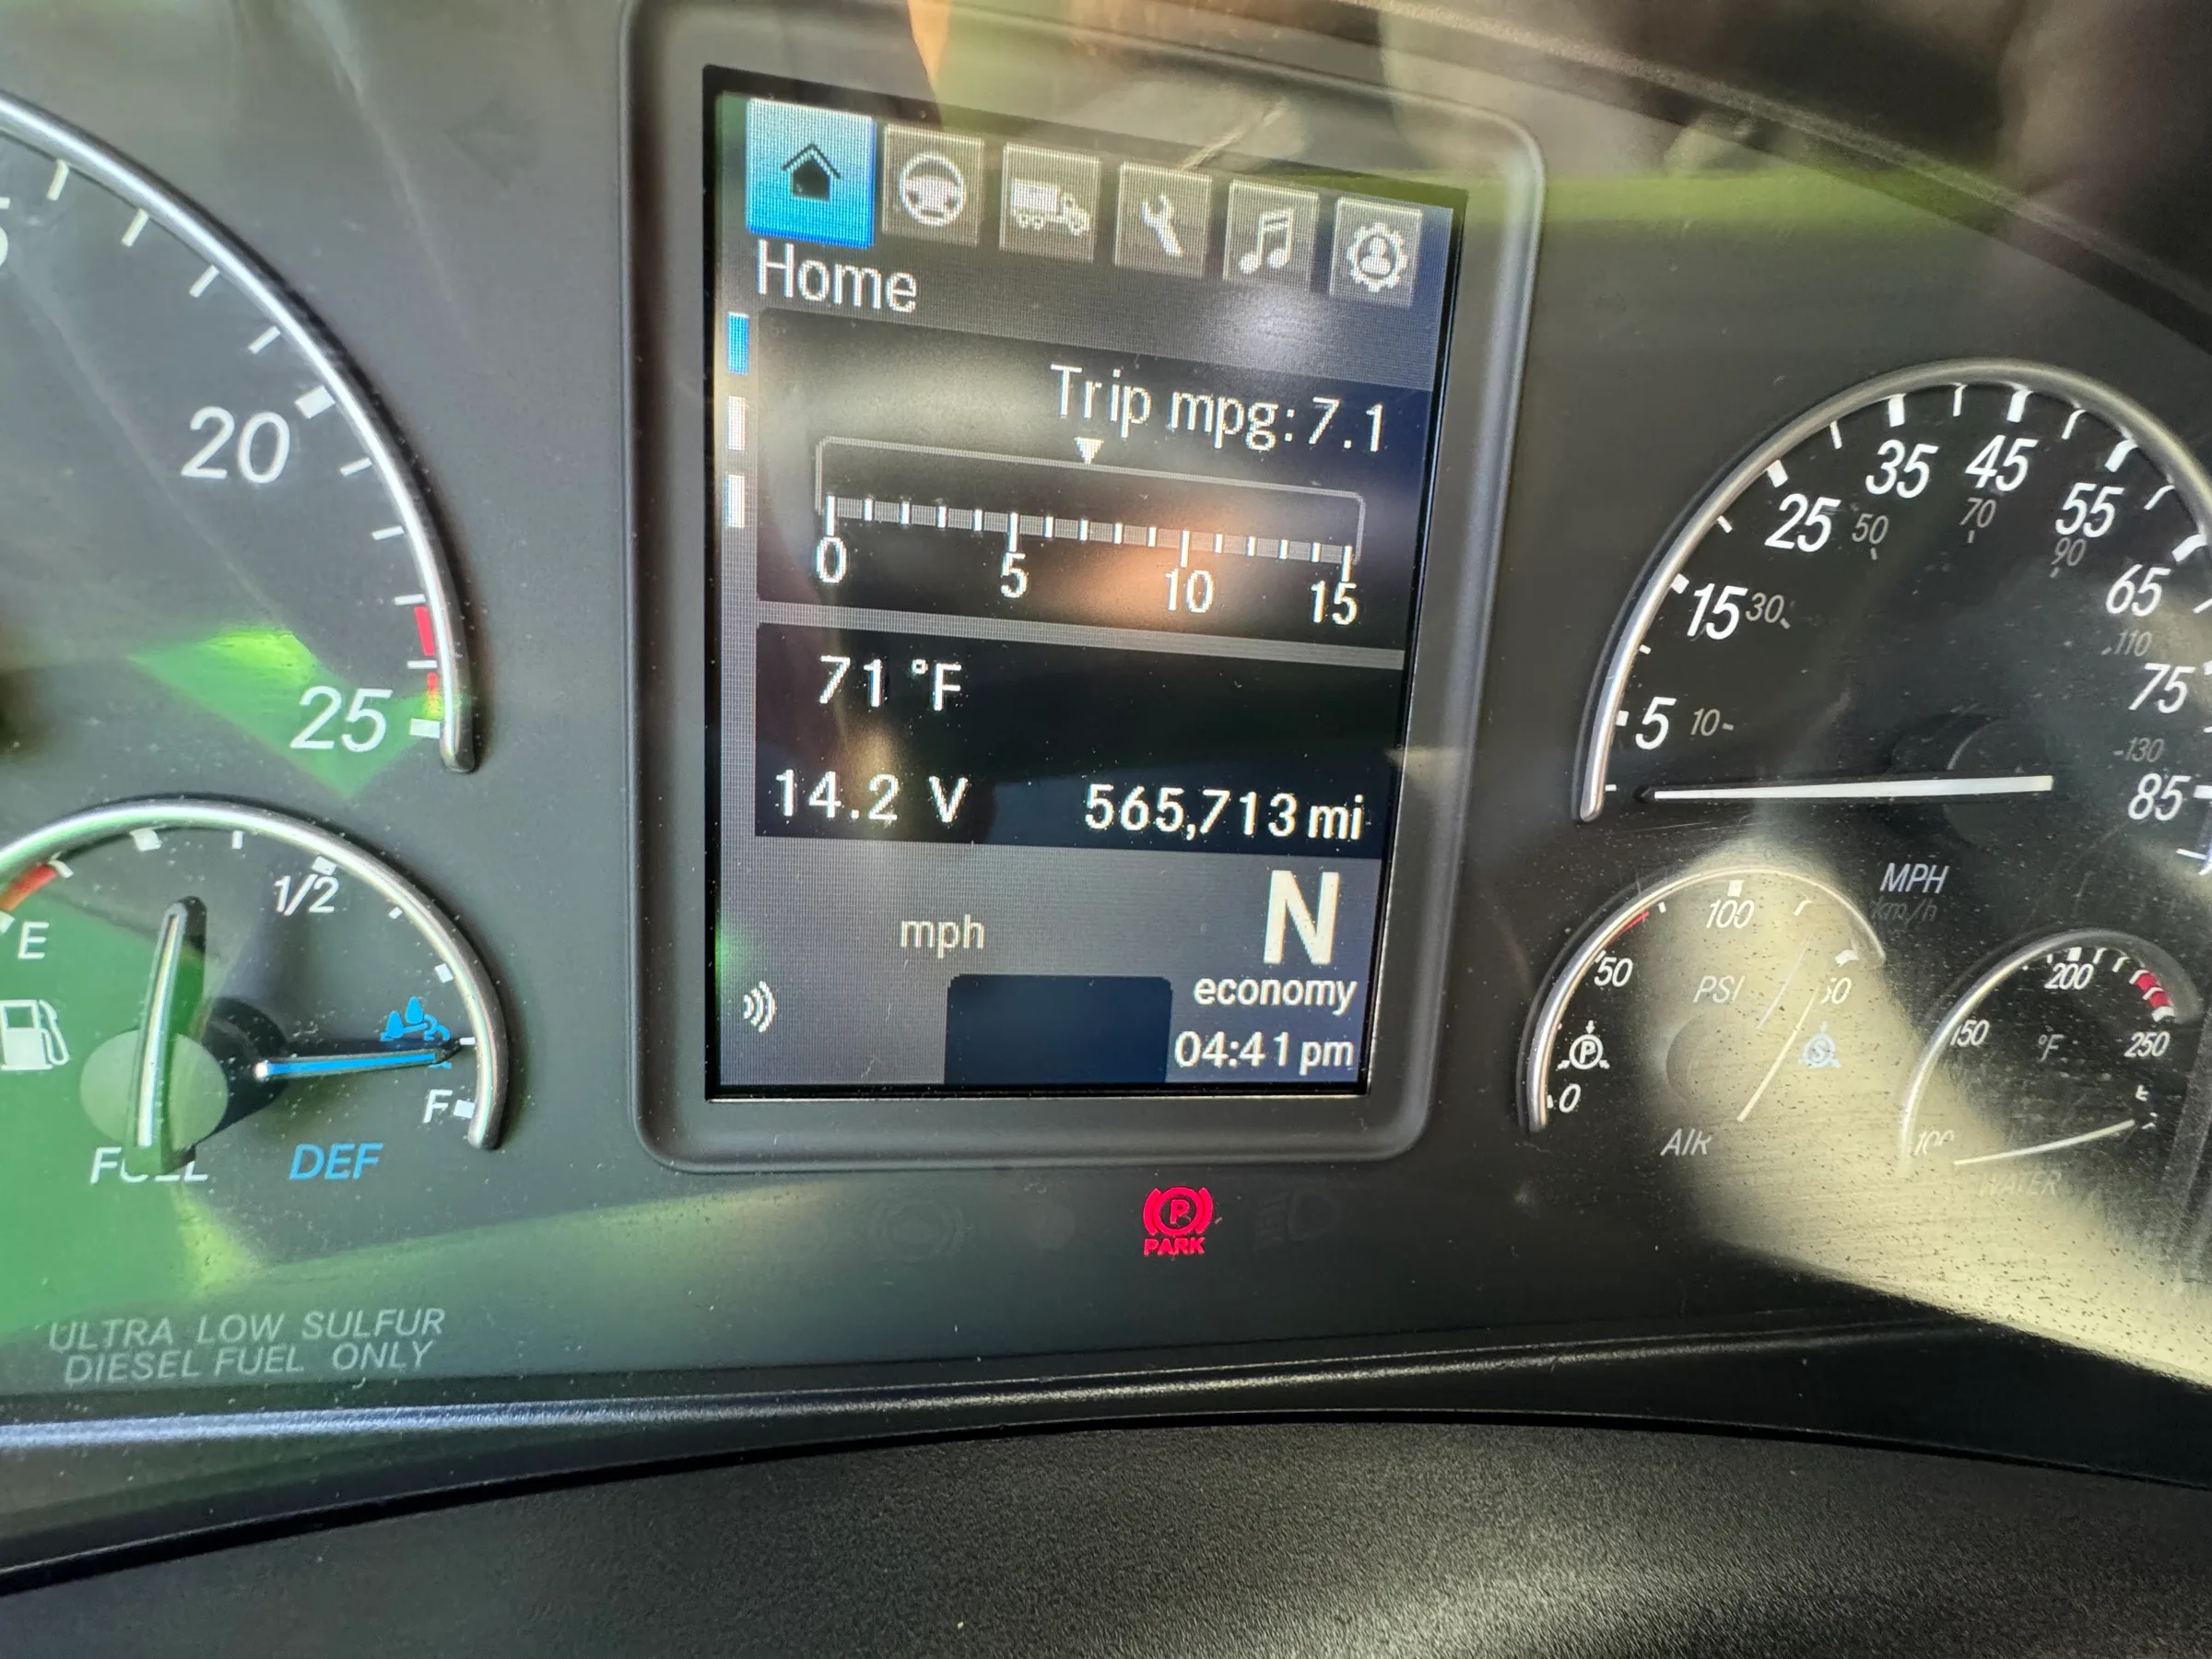 Home
Trip mpg: 7.1
0 5 10 15
71 °F
14.2 V 565,713 mi
mph
N
economy
04:41 pm
20
25
1/2
E
F
FUEL
DEF
ULTRA LOW SULFUR
DIESEL FUEL ONLY
P
PARK
5 15 25 35 45 55 65 75 85
10 30 50 70 90 110 130
MPH
km/h
0 50 100
PSI
P
S
AIR
100 150 200 250
°F
WATER